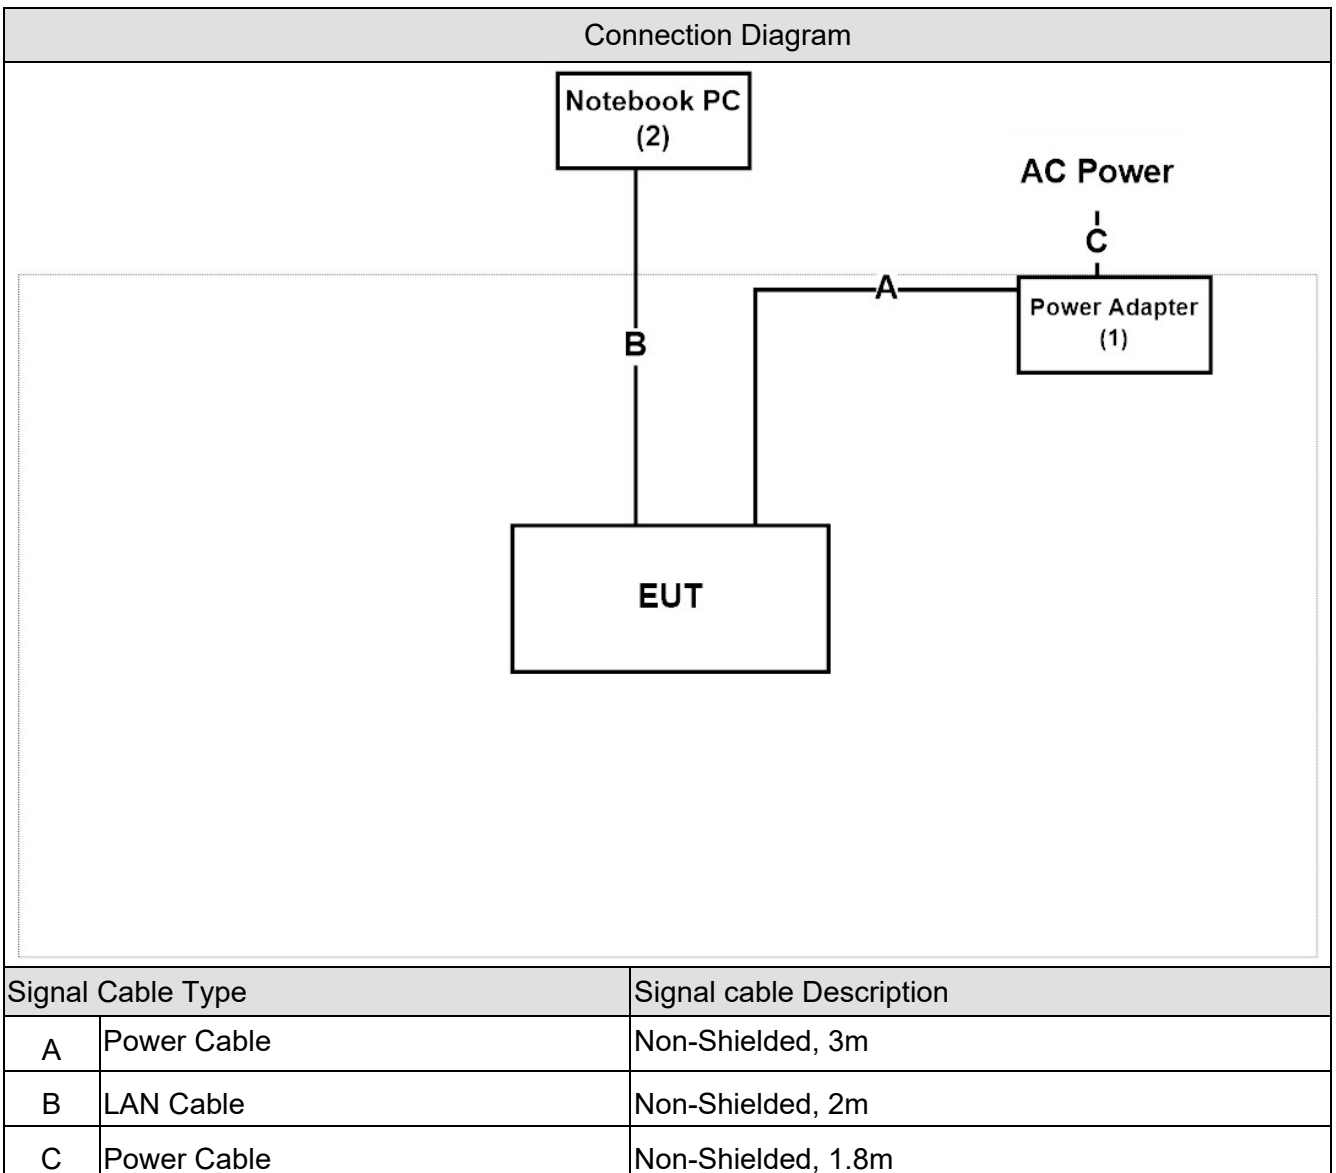 Connection Diagram
Notebook PC
(2)
AC Power
C
A
Power Adapter
(1)
B
EUT
Signal Cable Type Signal cable Description
A Power Cable Non-Shielded, 3m
B LAN Cable Non-Shielded, 2m
C Power Cable Non-Shielded, 1.8m